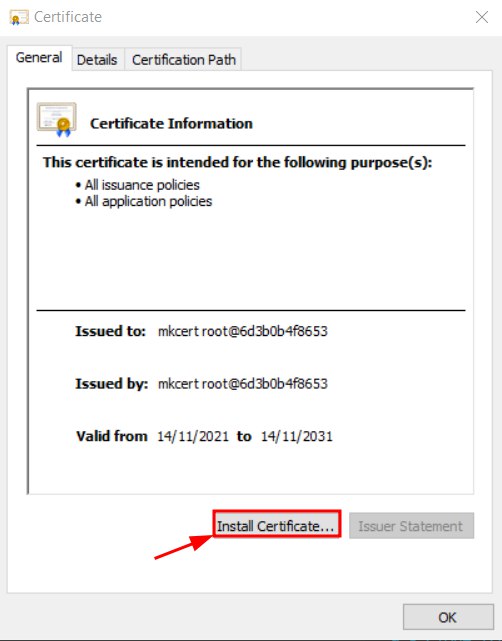 Certificate
General Details Certification Path
Certificate Information
This certificate is intended for the following purpose(s):
• All issuance policies
• All application policies
Issued to: mkcert root@6d3b0b4f8653
Issued by: mkcert root@6d3b0b4f8653
Valid from 14/11/2021 to 14/11/2031
Install Certificate... Issuer Statement
OK